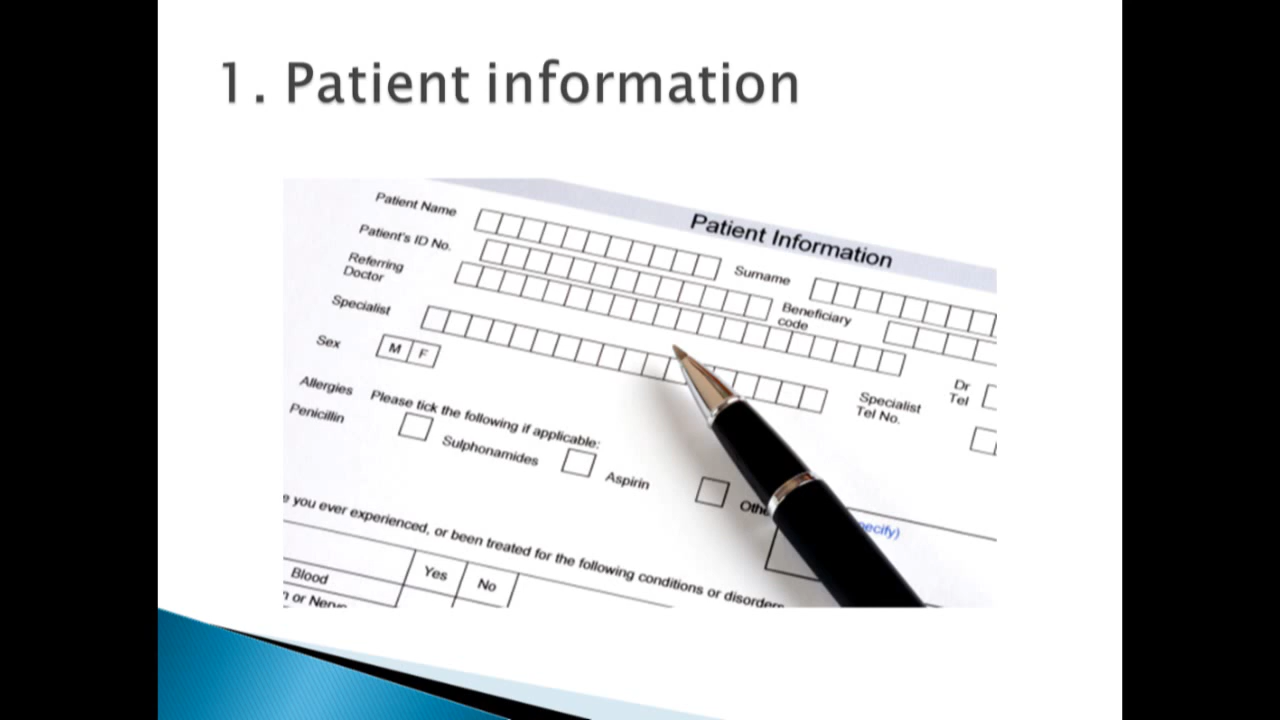 1. Patient information
Patient Information
Patient Name
Surname
Patient's ID No.
Beneficiary
code
Referring
Doctor
Dr
Tel
Specialist
Specialist
Tel No.
Sex
M F
Allergies Please tick the following if applicable:
Penicillin
Sulphonamides
Aspirin
you ever experienced, or been treated for the following conditions or
Yes No
Blood
or